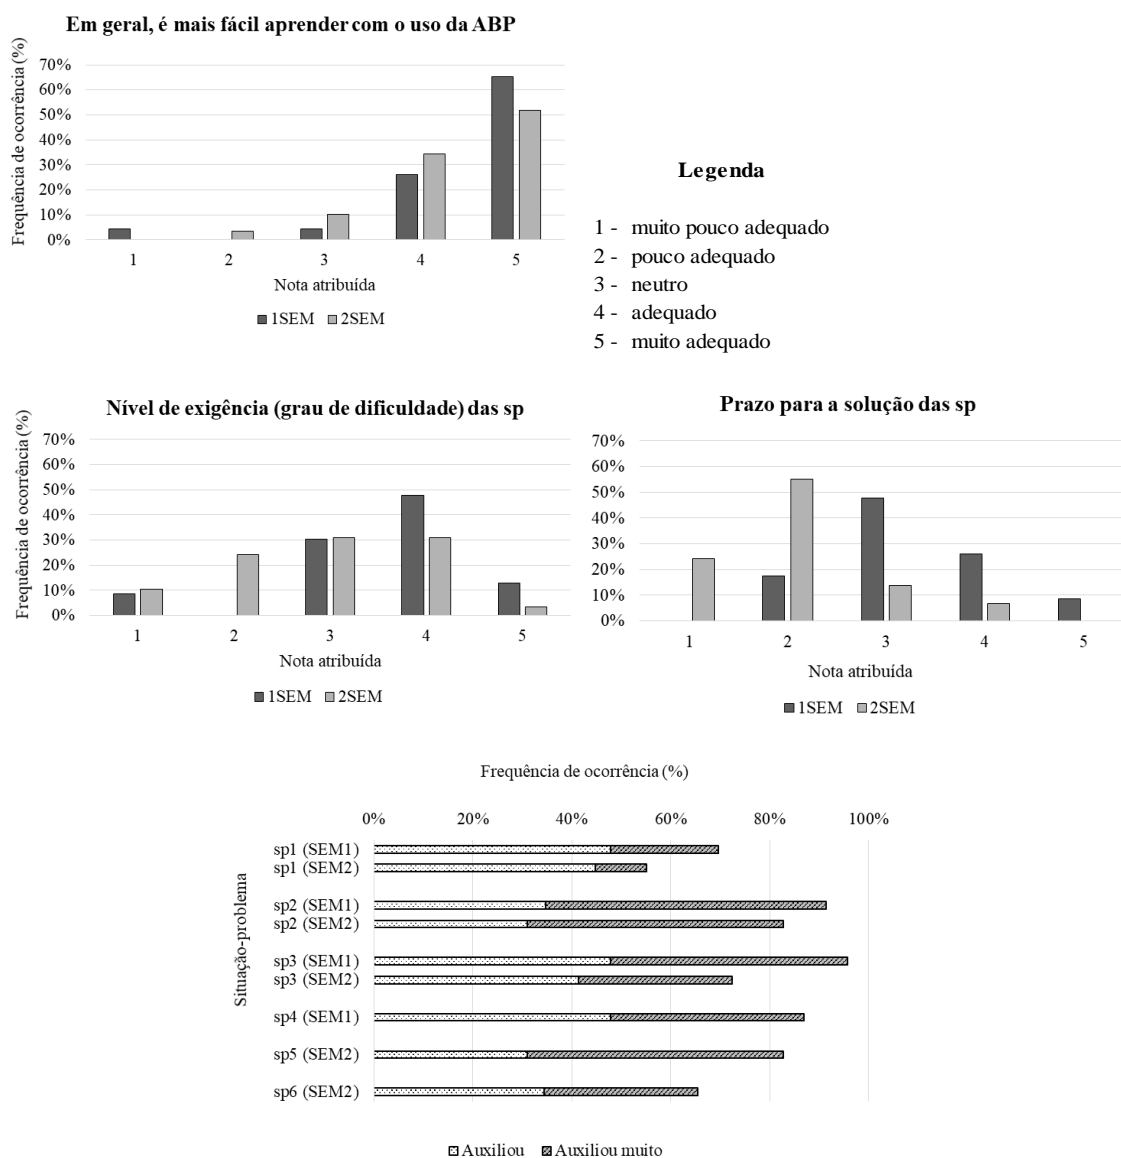 Em geral, é mais fácil aprender com o uso da ABP
Frequência de ocorrência (%)
70%
60%
50%
40%
30%
20%
10%
0%
1 2 3 4 5
Nota atribuída
1SEM 2SEM
Legenda
1 - muito pouco adequado
2 - pouco adequado
3 - neutro
4 - adequado
5 - muito adequado
Nível de exigência (grau de dificuldade) das sp
Frequência de ocorrência (%)
70%
60%
50%
40%
30%
20%
10%
0%
1 2 3 4 5
Nota atribuída
1SEM 2SEM
Prazo para a solução das sp
70%
60%
50%
40%
30%
20%
10%
0%
1 2 3 4 5
Nota atribuída
1SEM 2SEM
Frequência de ocorrência (%)
0% 20% 40% 60% 80% 100%
Situação-problema
sp1 (SEM1)
sp1 (SEM2)
sp2 (SEM1)
sp2 (SEM2)
sp3 (SEM1)
sp3 (SEM2)
sp4 (SEM1)
sp5 (SEM2)
sp6 (SEM2)
Auxiliou Auxiliou muito